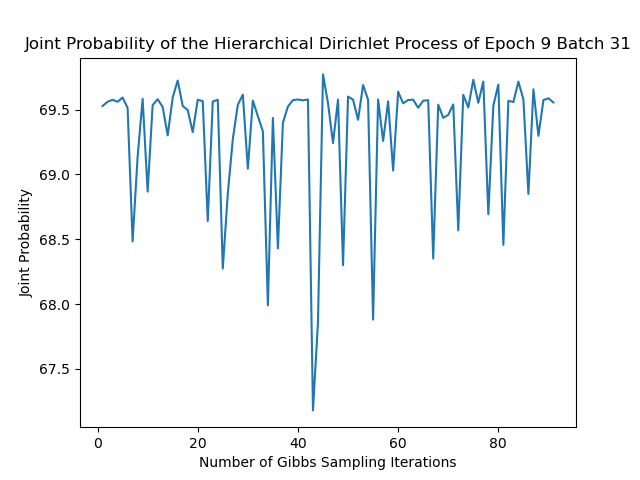 Joint Probability of the Hierarchical Dirichlet Process of Epoch 9 Batch 31
69.5
69.0
68.5
68.0
67.5
Joint Probability
0 20 40 60 80
Number of Gibbs Sampling Iterations